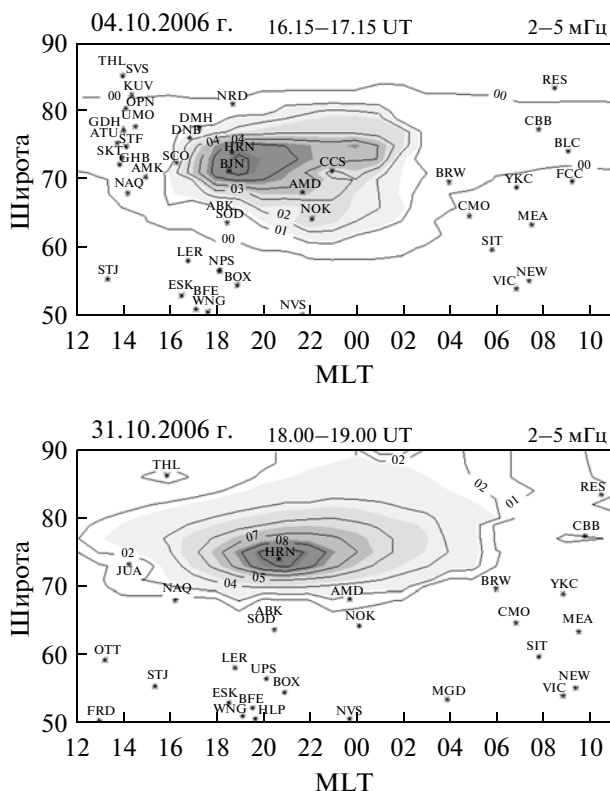 04.10.2006 г. 16.15–17.15 UT 2–5 мГц
90
THL
SVS
00
KUV
OPN
NRD
00
RES
80
GDH
UMO
DMH
CBB
ATU
STF
DNB
04
04
HRN
BLC
SKT
GHB
SCO
BJN
CCS
00
AMK
03
AMD
BRW
YKC
FCC
70
NAQ
ABK
SOD
02
NOK
01
CMO
MEA
00
SIT
60
LER
STJ
NPS
BOX
ESK
BFE
VIC
NEW
WNG
NVS
50
Широта
12 14 16 18 20 22 00 02 04 06 08 10
MLT
31.10.2006 г. 18.00–19.00 UT 2–5 мГц
90
THL
02
02
01
RES
80
07
08
CBB
02
HRN
JUA
05
70
NAQ
04
AMD
BRW
YKC
ABK
SOD
NOK
CMO
MEA
60
OTT
LER
SIT
STJ
UPS
BOX
NEW
ESK
BFE
MGD
VIC
FRD
WNG
HLP
NVS
50
Широта
12 14 16 18 20 22 00 02 04 06 08 10
MLT